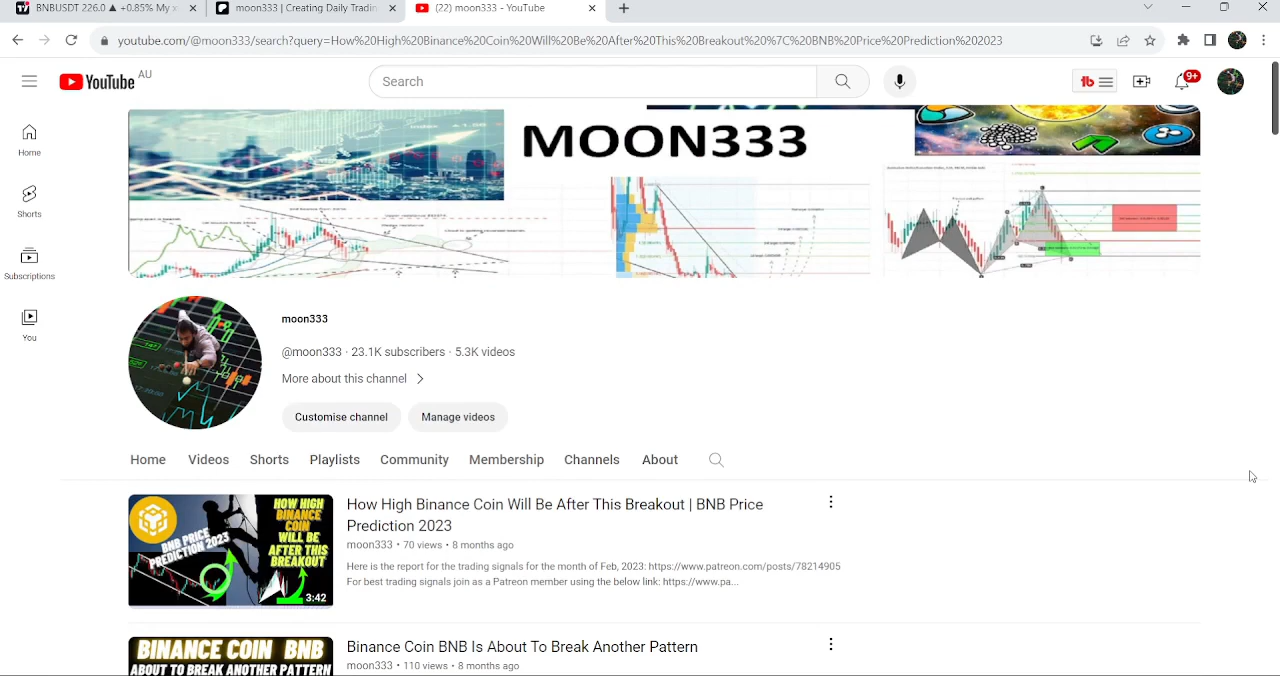 BNBUSDT 226.0 ▲ +0.85% My
moon333 | Creating Daily Tradin
(22) moon333 - YouTube
youtube.com/@moon333/search?query=How%20High%20Binance%20Coin%20Will%20Be%20After%20This%20Breakout%20%7C%20BNB%20Price%20Prediction%202023
YouTube AU
Search
9+
MOON333
Home
Shorts
Subscriptions
You
moon333
@moon333 · 23.1K subscribers · 5.3K videos
More about this channel
Customise channel
Manage videos
Home Videos Shorts Playlists Community Membership Channels About
BNB PRICE
PREDICTION 2023
HOW HIGH
BINANCE
COIN
WILL BE
AFTER THIS
BREAKOUT
3:42
How High Binance Coin Will Be After This Breakout | BNB Price
Prediction 2023
moon333 • 70 views • 8 months ago
Here is the report for the trading signals for the month of Feb, 2023: https://www.patreon.com/posts/78214905
For best trading signals join as a Patreon member using the below link: https://www.pa...
BINANCE COIN BNB
ABOUT TO BREAK ANOTHER PATTERN
Binance Coin BNB Is About To Break Another Pattern
moon333 • 110 views • 8 months ago